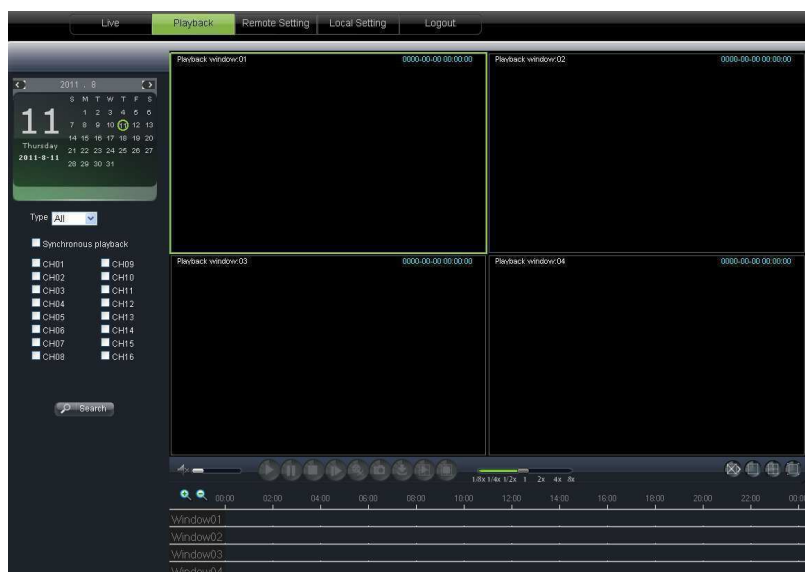 Live Playback Remote Setting Local Setting Logout
2011 . 8
S M T W T F S
1 2 3 4 5 6
7 8 9 10 11 12 13
14 15 16 17 18 19 20
21 22 23 24 25 26 27
28 29 30 31
11
Thursday
2011-8-11
Type All
Synchronous playback
CH01 CH09
CH02 CH10
CH03 CH11
CH04 CH12
CH05 CH13
CH06 CH14
CH07 CH15
CH08 CH16
Search
Playback window:01 0000-00-00 00:00:00
Playback window:02 0000-00-00 00:00:00
Playback window:03 0000-00-00 00:00:00
Playback window:04 0000-00-00 00:00:00
1/8x 1/4x 1/2x 1 2x 4x 8x
00:00 02:00 04:00 06:00 08:00 10:00 12:00 14:00 16:00 18:00 20:00 22:00 00:0
Window01
Window02
Window03
Window04